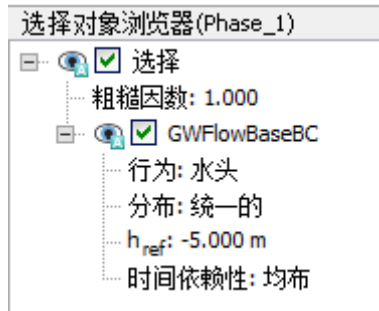 选择对象浏览器(Phase_1)
选择
粗糙因数: 1.000
GWFlowBaseBC
行为: 水头
分布: 统一的
h_ref: -5.000 m
时间依赖性: 均布